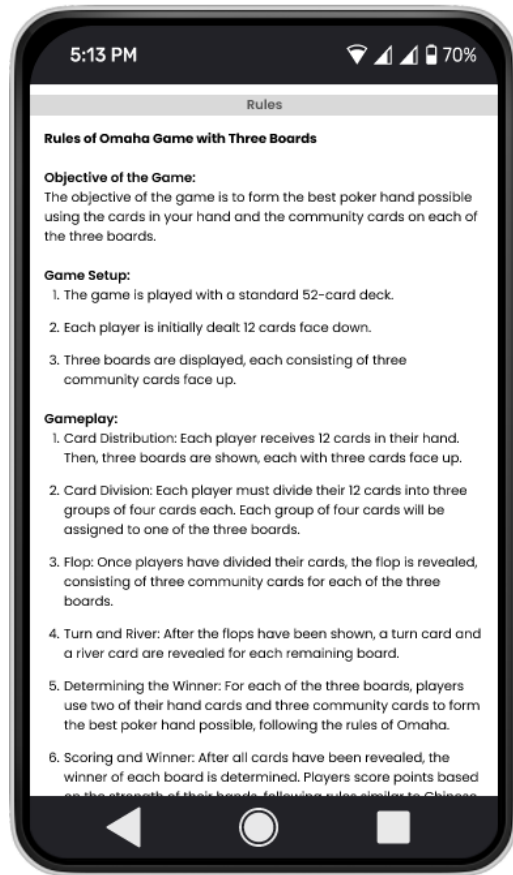 5:13 PM
70%
Rules
Rules of Omaha Game with Three Boards
Objective of the Game:
The objective of the game is to form the best poker hand possible
using the cards in your hand and the community cards on each of
the three boards.
Game Setup:
1. The game is played with a standard 52-card deck.
2. Each player is initially dealt 12 cards face down.
3. Three boards are displayed, each consisting of three
community cards face up.
Gameplay:
1. Card Distribution: Each player receives 12 cards in their hand.
Then, three boards are shown, each with three cards face up.
2. Card Division: Each player must divide their 12 cards into three
groups of four cards each. Each group of four cards will be
assigned to one of the three boards.
3. Flop: Once players have divided their cards, the flop is revealed,
consisting of three community cards for each of the three
boards.
4. Turn and River: After the flops have been shown, a turn card and
a river card are revealed for each remaining board.
5. Determining the Winner: For each of the three boards, players
use two of their hand cards and three community cards to form
the best poker hand possible, following the rules of Omaha.
6. Scoring and Winner: After all cards have been revealed, the
winner of each board is determined. Players score points based
on the strength of their hands, following rules similar to Chinese